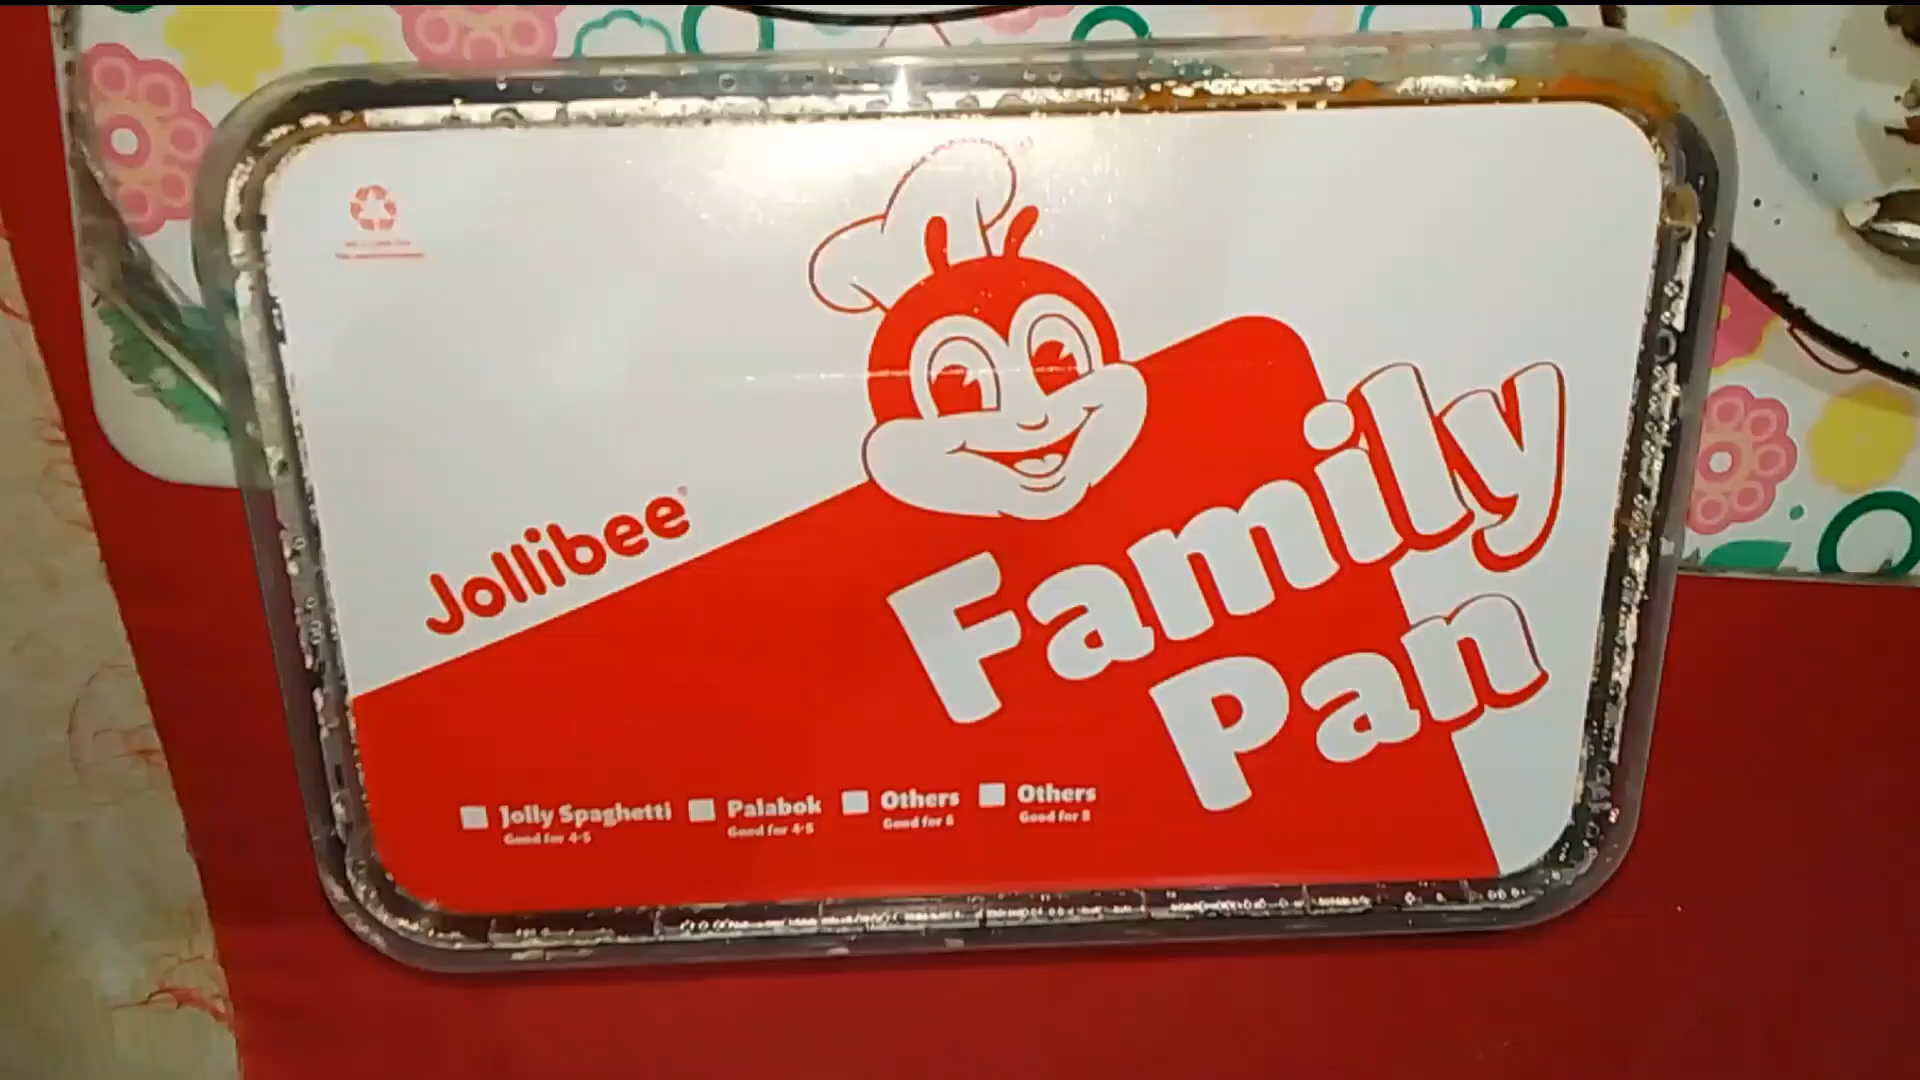 Jollibee
Family
Pan
Jolly Spaghetti
Good for 4-5
Palabok
Good for 4-5
Others
Good for 8
Others
Good for 8